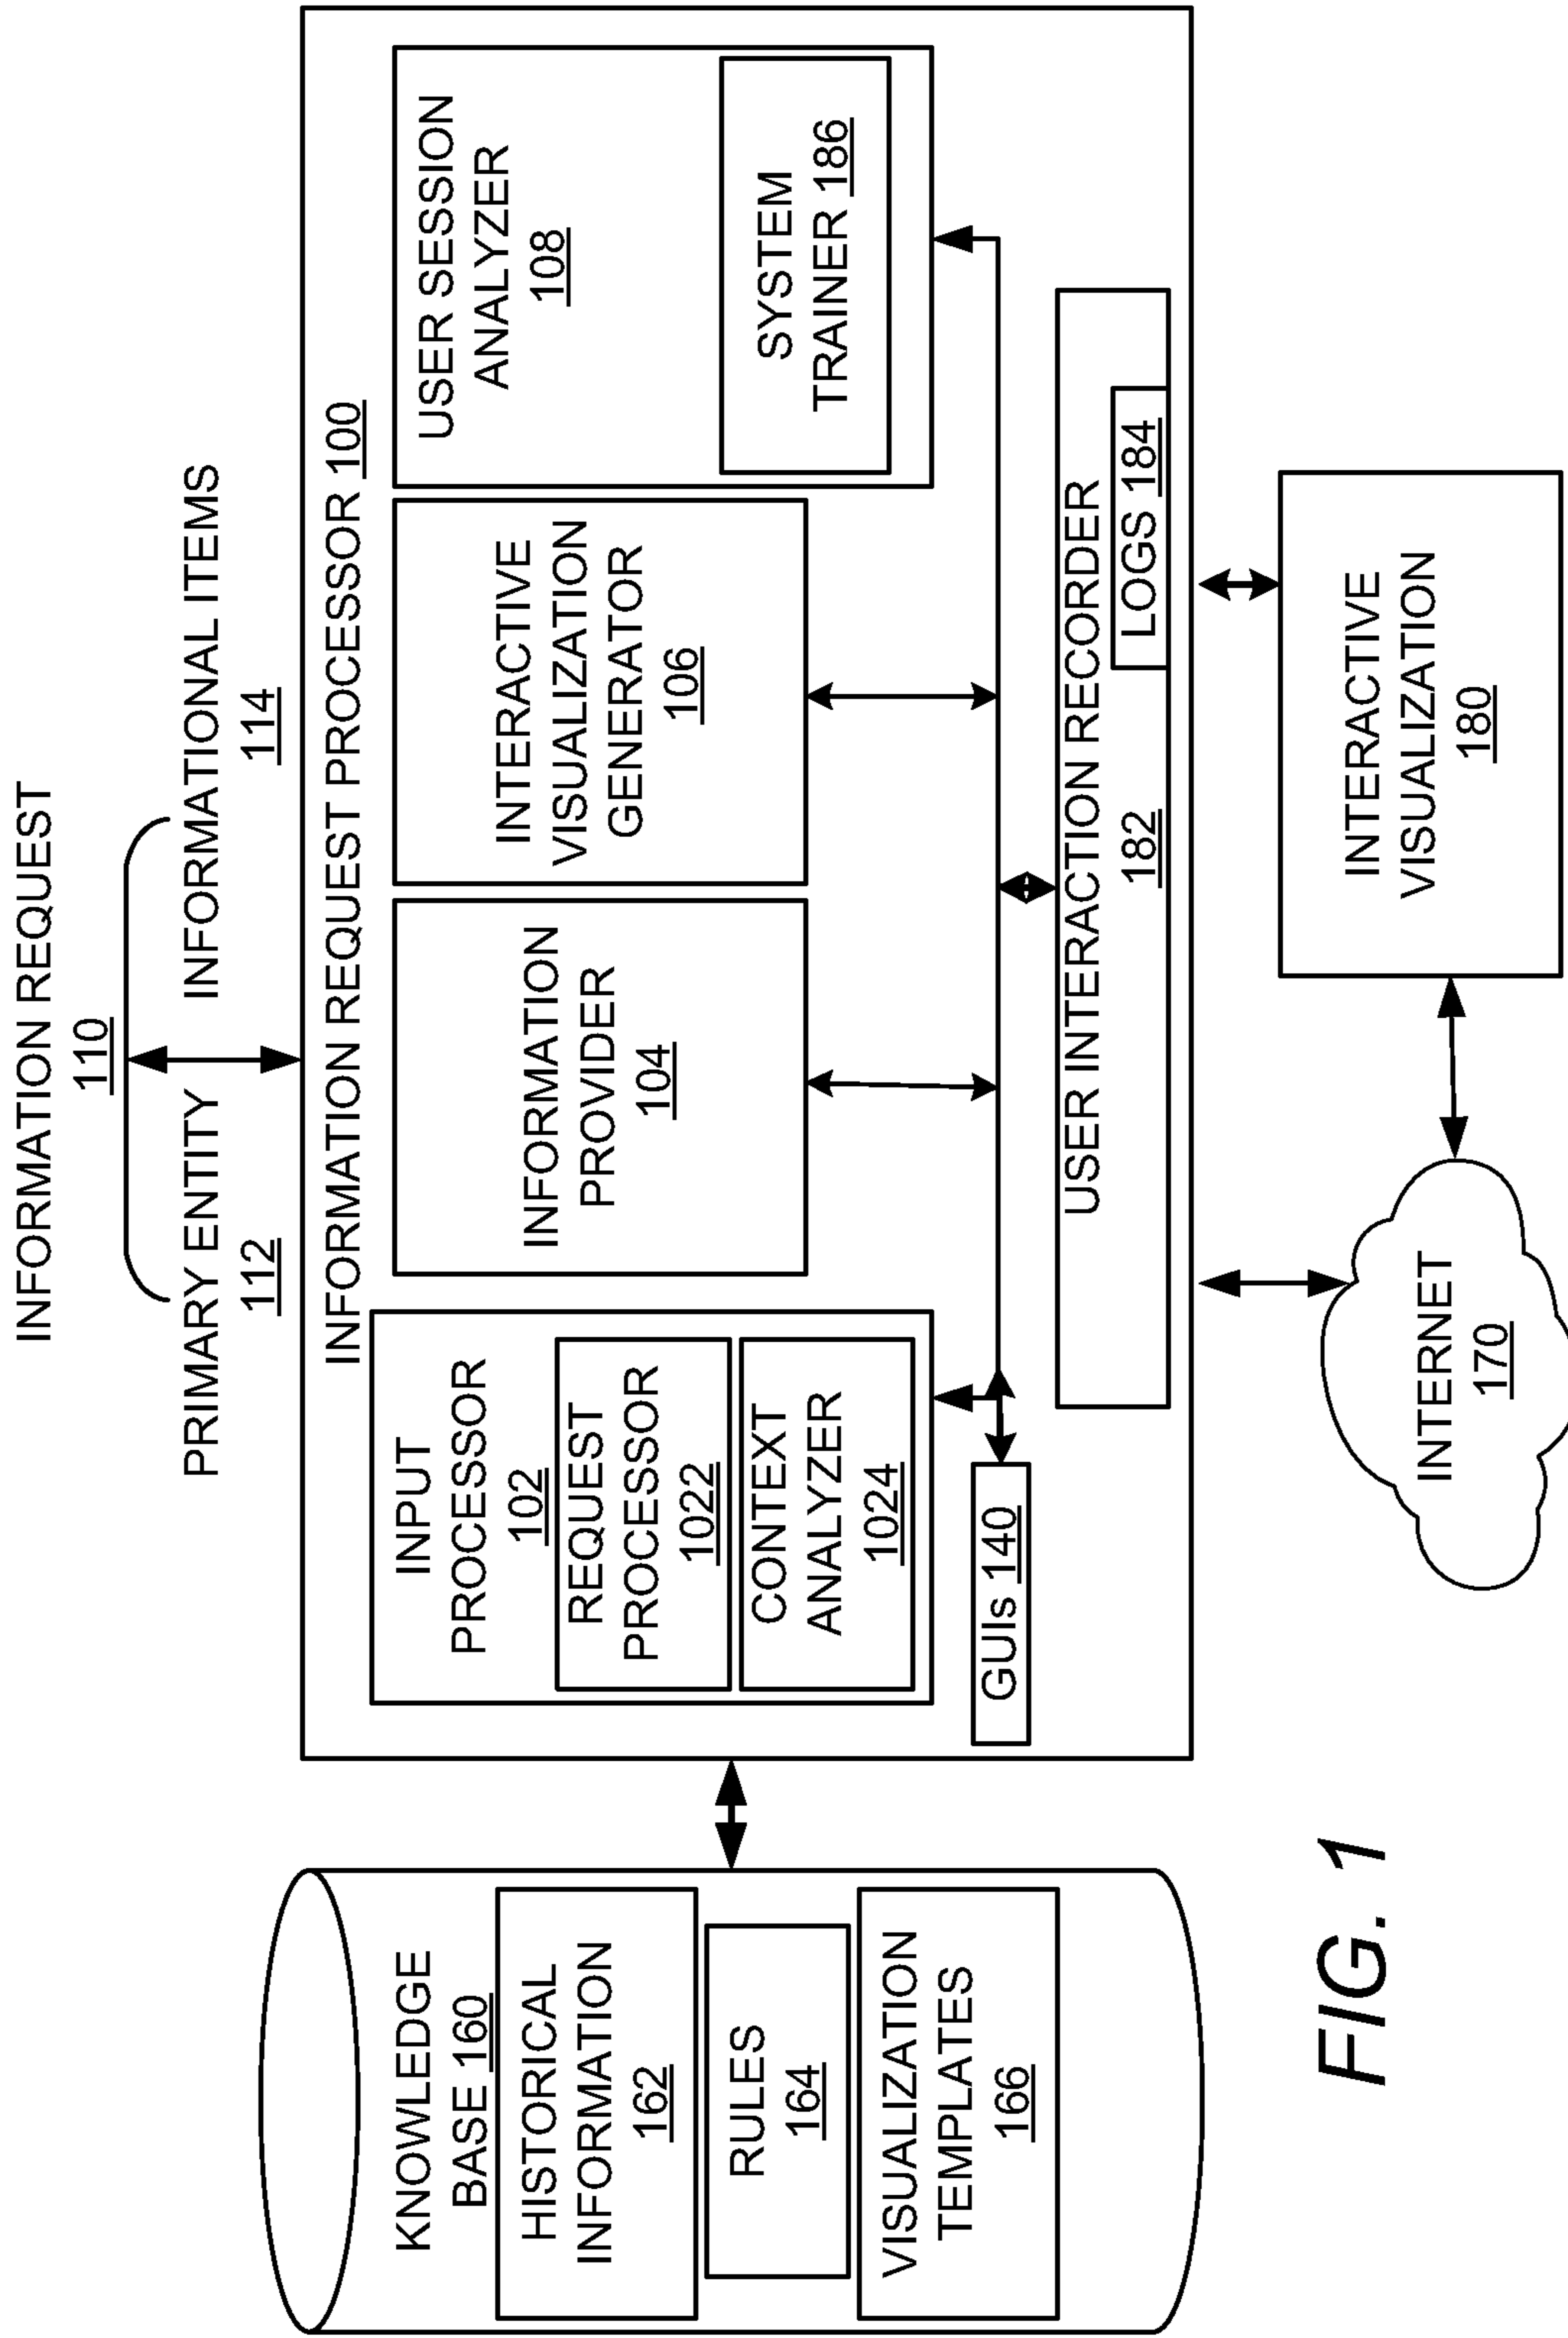 INFORMATION REQUEST
110
PRIMARY ENTITY
112
INFORMATIONAL ITEMS
114
KNOWLEDGE
BASE 160
HISTORICAL
INFORMATION
162
RULES
164
VISUALIZATION
TEMPLATES
166
INFORMATION REQUEST PROCESSOR 100
INPUT
PROCESSOR
102
REQUEST
PROCESSOR
1022
CONTEXT
ANALYZER
1024
INFORMATION
PROVIDER
104
INTERACTIVE
VISUALIZATION
GENERATOR
106
USER SESSION
ANALYZER
108
SYSTEM
TRAINER 186
GUIs 140
USER INTERACTION RECORDER
182
LOGS 184
INTERNET
170
INTERACTIVE
VISUALIZATION
180
FIG. 1